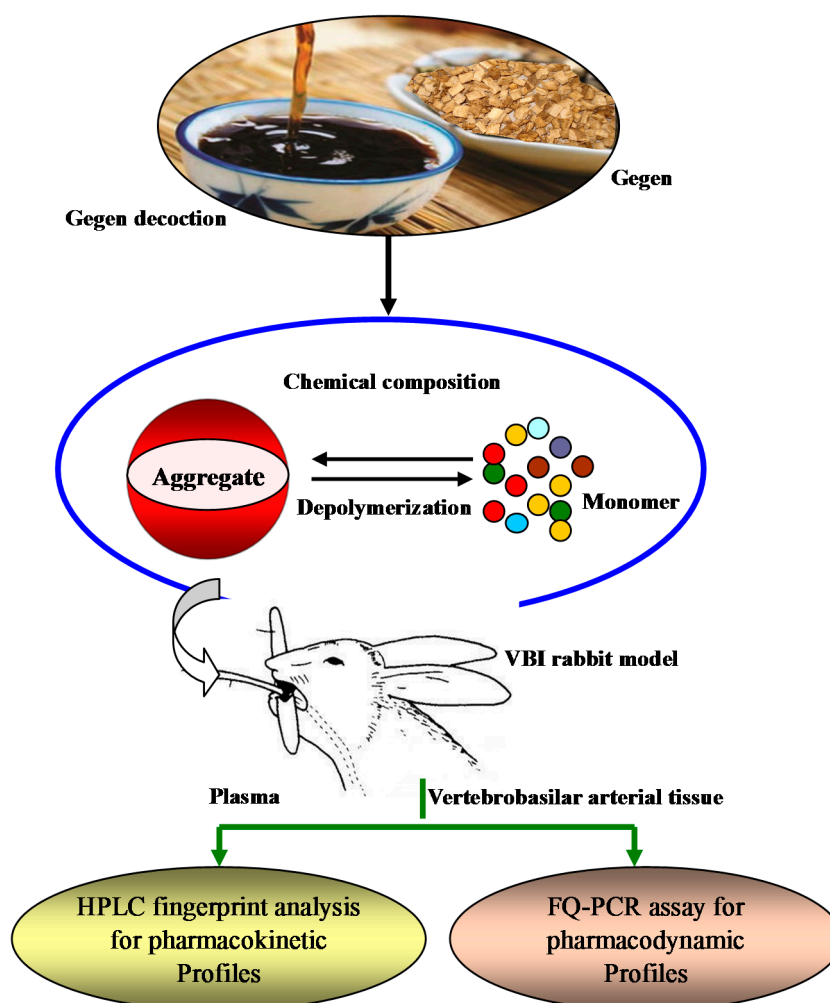 Gegen
Gegen decoction
Chemical composition
Aggregate
Depolymerization
Monomer
VBI rabbit model
Plasma
Vertebrobasilar arterial tissue
HPLC fingerprint analysis
for pharmacokinetic
Profiles
FQ-PCR assay for
pharmacodynamic
Profiles